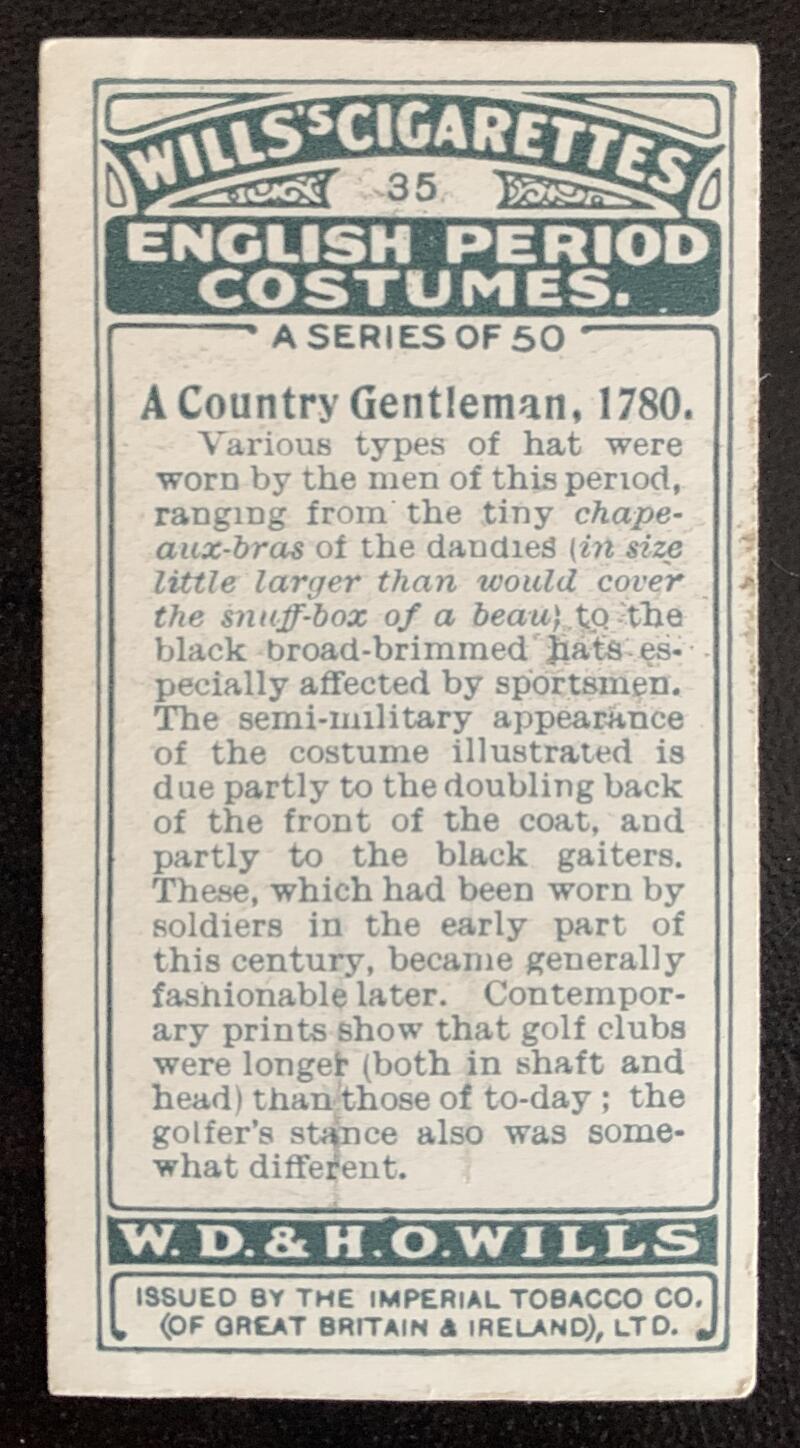 WILLS'S CIGARETTES
35
ENGLISH PERIOD
COSTUMES.
A SERIES OF 50
A Country Gentleman, 1780.
Various types of hat were
worn by the men of this period,
ranging from the tiny chape-
aux-bras of the dandies (in size
little larger than would cover
the snuff-box of a beau) to the
black broad-brimmed hats es-
pecially affected by sportsmen.
The semi-military appearance
of the costume illustrated is
due partly to the doubling back
of the front of the coat, and
partly to the black gaiters.
These, which had been worn by
soldiers in the early part of
this century, became generally
fashionable later. Contempor-
ary prints show that golf clubs
were longer (both in shaft and
head) than those of to-day; the
golfer's stance also was some-
what different.
W. D. & H. O. WILLS
ISSUED BY THE IMPERIAL TOBACCO CO.
(OF GREAT BRITAIN & IRELAND), LTD.